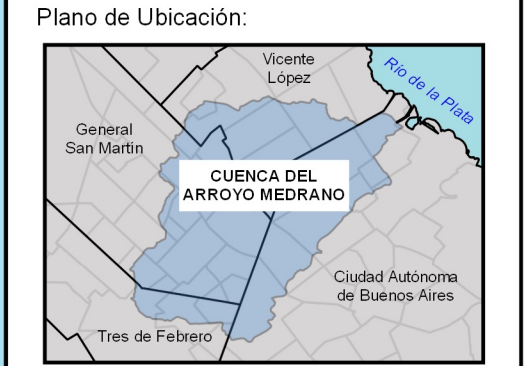 Plano de Ubicación:
Vicente
López
Río de la Plata
General
San Martin
CUENCA DEL
ARROYO MEDRANO
Ciudad Autónoma
de Buenos Aires
Tres de Febrero